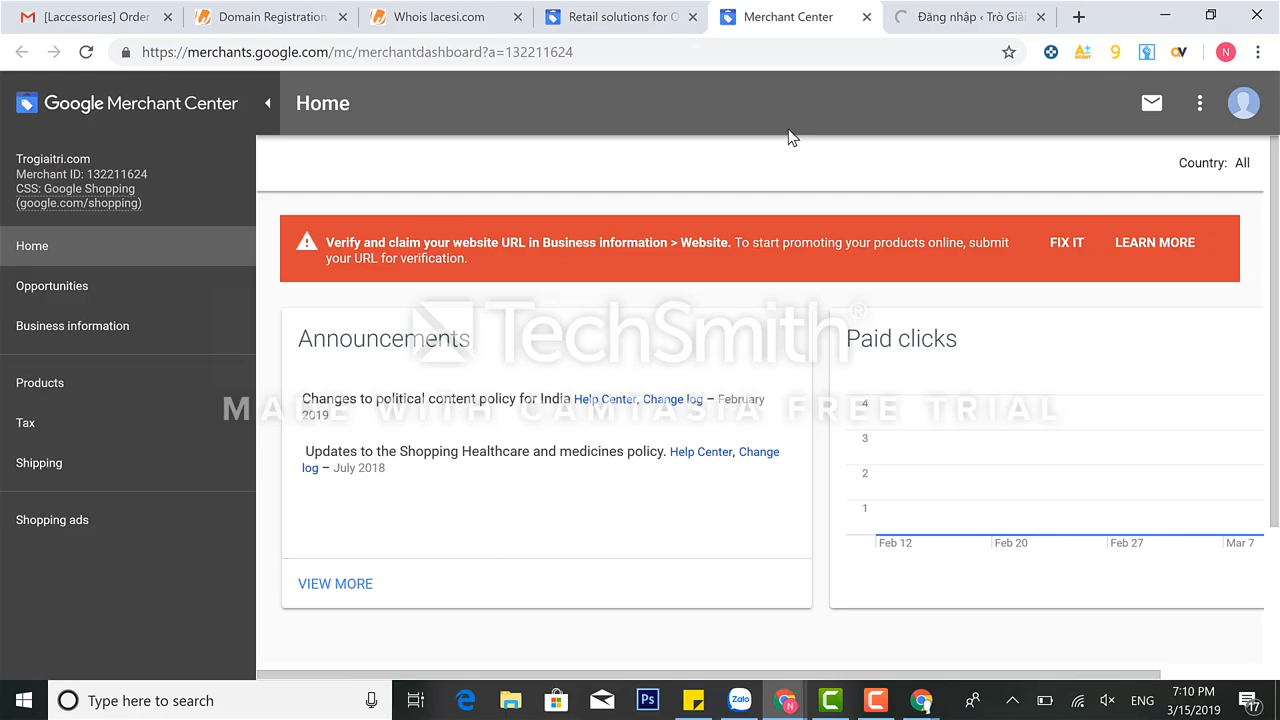 [Laccessories] Order
Domain Registration
Whois lacesi.com
Retail solutions for O
Merchant Center
Đăng nhập ‹ Trò Giải
https://merchants.google.com/mc/merchantdashboard?a=132211624
9
N
Google Merchant Center
Home
Trogiaitri.com
Merchant ID: 132211624
CSS: Google Shopping
(google.com/shopping)
Country: All
Home
Opportunities
Business information
Products
Tax
Shipping
Shopping ads
Verify and claim your website URL in Business information > Website. To start promoting your products online, submit
your URL for verification.
FIX IT
LEARN MORE
TechSmith®
MADE WITH CAMTASIA FREE TRIAL
Announcements
Changes to political content policy for India Help Center, Change log – February
2019
Updates to the Shopping Healthcare and medicines policy. Help Center, Change
log – July 2018
VIEW MORE
Paid clicks
4
3
2
1
Feb 12
Feb 20
Feb 27
Mar 7
Type here to search
Ps
Zalo
N
ENG
7:10 PM
3/15/2019
17